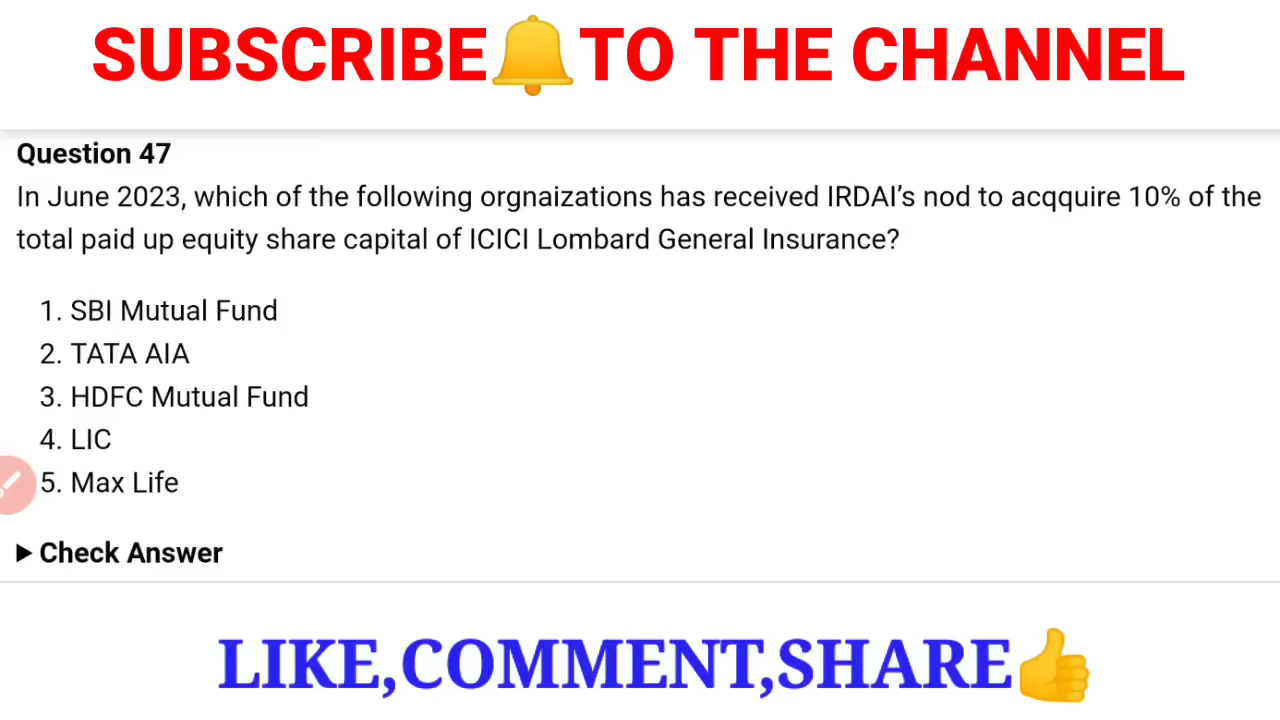 SUBSCRIBE🔔TO THE CHANNEL
Question 47
In June 2023, which of the following orgnaizations has received IRDAI’s nod to acqquire 10% of the
total paid up equity share capital of ICICI Lombard General Insurance?
1. SBI Mutual Fund
2. TATA AIA
3. HDFC Mutual Fund
4. LIC
5. Max Life
▶ Check Answer
LIKE,COMMENT,SHARE👍